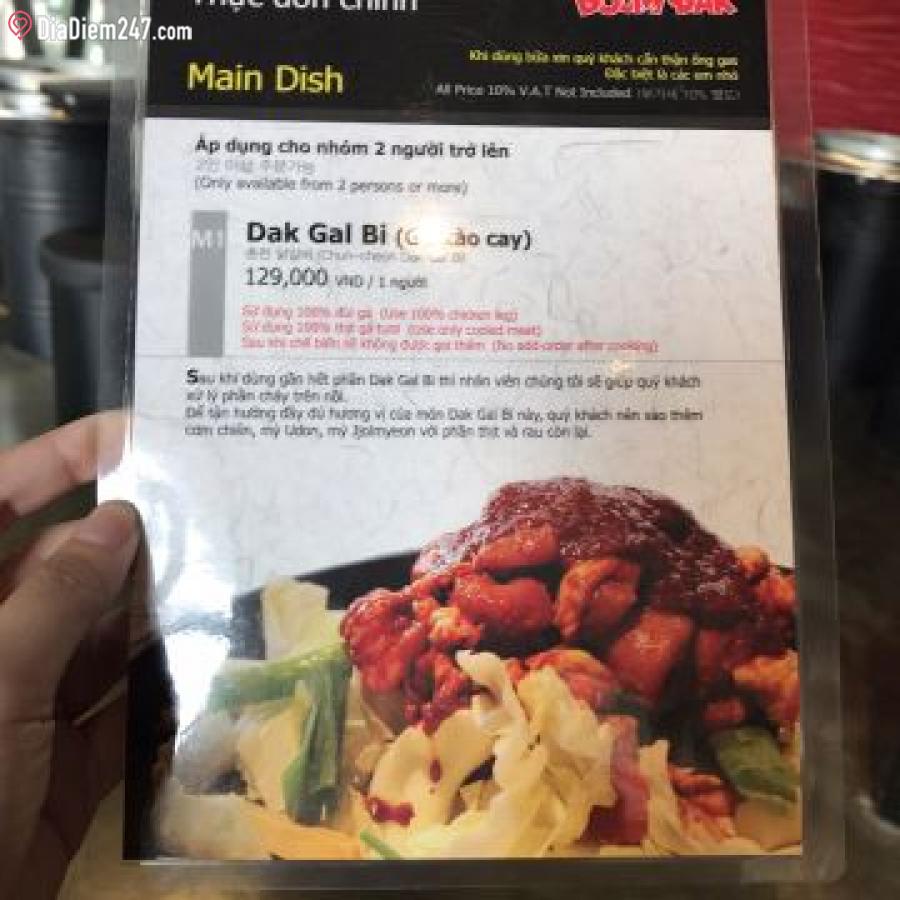 DiaDiem247.com
Thực đơn chính
Main Dish
Khi dùng bữa xin quý khách cẩn thận ống gas
Đặc biệt là các em nhỏ
All Price 10% V.A.T Not Included
Áp dụng cho nhóm 2 người trở lên
(Only available from 2 persons or more)
M1
Dak Gal Bi (Gà xào cay)
129,000 VND / 1 người
Sử dụng 100% đùi gà (Use 100% chicken leg)
Sử dụng 100% thịt gà tươi (Use only cooled meat)
Sau khi chế biến sẽ không được gọi thêm (No add-order after cooking)
Sau khi dùng gần hết phần Dak Gal Bi thì nhân viên chúng tôi sẽ giúp quý khách
xử lý phần cháy trên nồi.
Để tận hưởng đầy đủ hương vị của món Dak Gal Bi này, quý khách nên xào thêm
cơm chiên, mỳ Udon, mỳ Jjolmyeon với phần thịt và rau còn lại.